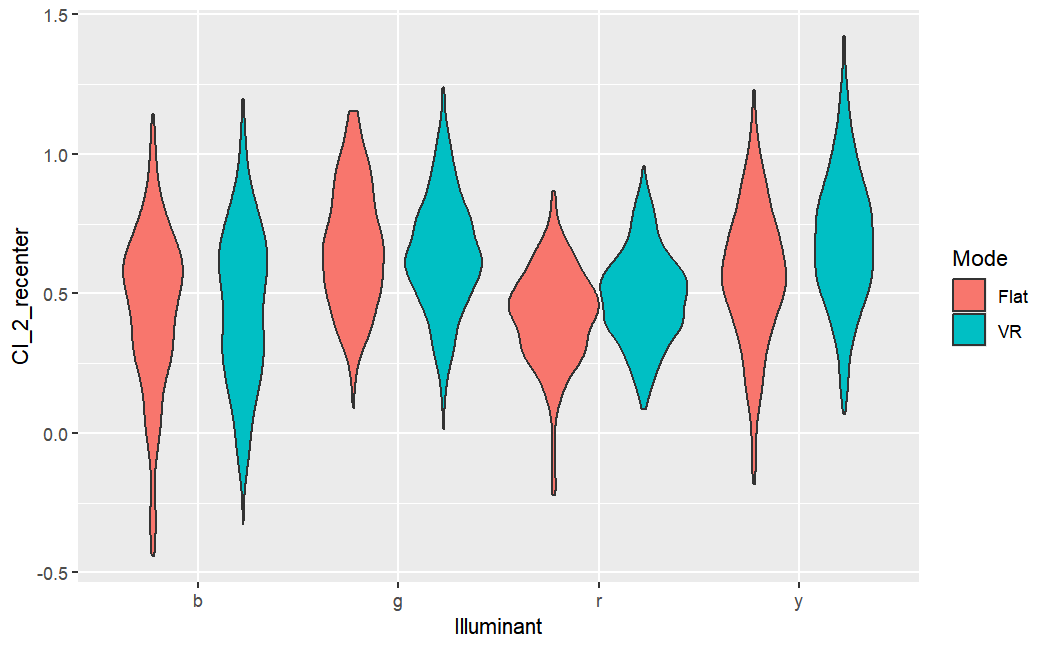 1.5
1.0
0.5
0.0
-0.5
CI_2_recenter
b g r y
Illuminant
Mode
Flat
VR